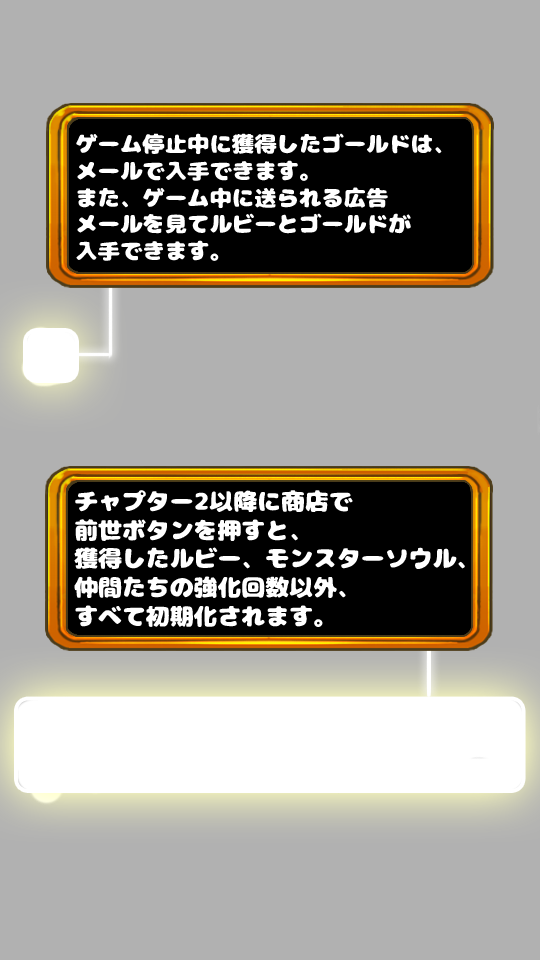 ゲーム停止中に獲得したゴールドは、
メールで入手できます。
また、ゲーム中に送られる広告
メールを見てルビーとゴールドが
入手できます。
チャプター2以降に商店で
前世ボタンを押すと、
獲得したルビー、モンスターソウル、
仲間たちの強化回数以外、
すべて初期化されます。